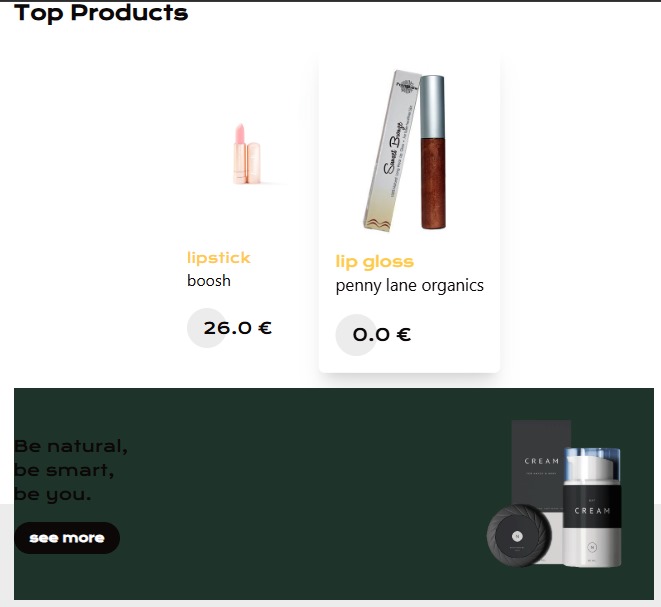 Top Products
Sweet Booze
lipstick
boosh
26.0 €
lip gloss
penny lane organics
0.0 €
Be natural,
be smart,
be you.
see more
CREAM
CREAM